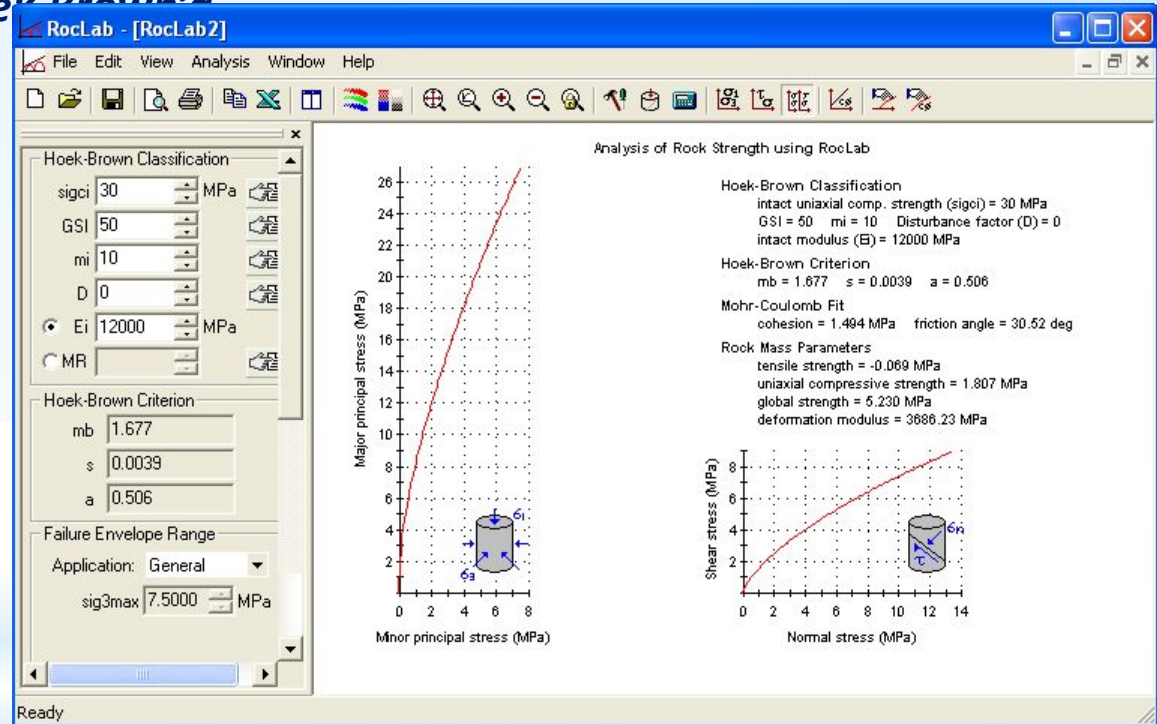 RocLab - [RocLab2]
File Edit View Analysis Window Help
Hoek-Brown Classification
sigci 30 MPa
GSI 50
mi 10
D 0
Ei 12000 MPa
MR
Hoek-Brown Criterion
mb 1.677
s 0.0039
a 0.506
Failure Envelope Range
Application: General
sig3max 7.5000 MPa
Ready
Analysis of Rock Strength using RocLab
Hoek-Brown Classification
intact uniaxial comp. strength (sigci) = 30 MPa
GSI = 50 mi = 10 Disturbance factor (D) = 0
intact modulus (Ei) = 12000 MPa
Hoek-Brown Criterion
mb = 1.677 s = 0.0039 a = 0.506
Mohr-Coulomb Fit
cohesion = 1.494 MPa friction angle = 30.52 deg
Rock Mass Parameters
tensile strength = -0.069 MPa
uniaxial compressive strength = 1.807 MPa
global strength = 5.230 MPa
deformation modulus = 3686.23 MPa
Major principal stress (MPa)
26
24
22
20
18
16
14
12
10
8
6
4
2
0 2 4 6 8
Minor principal stress (MPa)
σ1
σ3
Shear stress (MPa)
8
6
4
2
0 2 4 6 8 10 12 14
Normal stress (MPa)
σn
τ